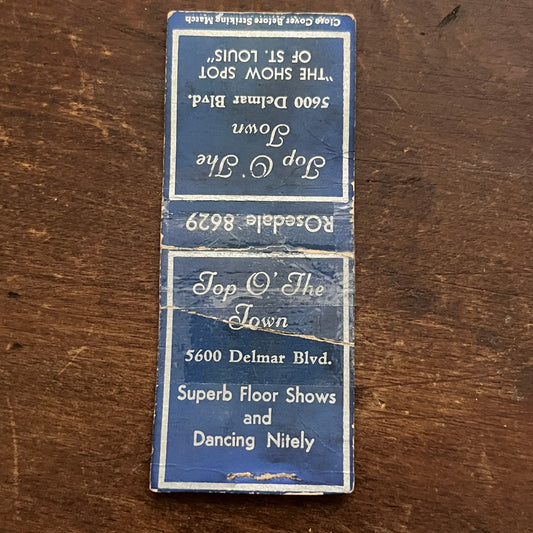 Close Cover Before Striking Match
"THE SHOW SPOT
OF ST. LOUIS"
5600 Delmar Blvd.
Top O' The
Town
ROsedale 8629
Top O' The
Town
5600 Delmar Blvd.
Superb Floor Shows
and
Dancing Nitely